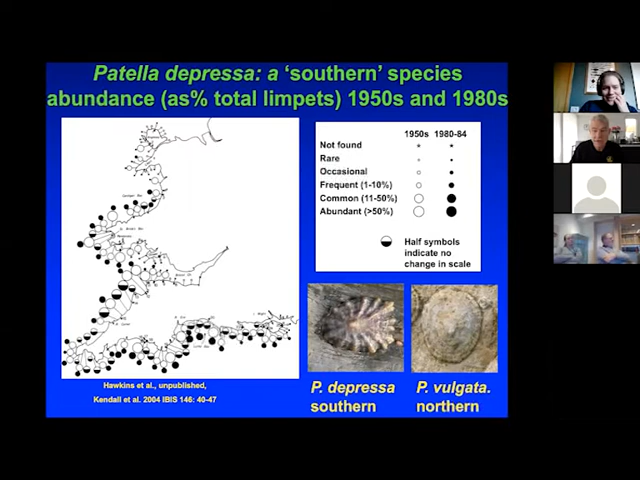 Patella depressa: a ‘southern’ species
abundance (as% total limpets) 1950s and 1980s
1950s 1980-84
Not found
Rare
Occasional
Frequent (1-10%)
Common (11-50%)
Abundant (>50%)
Half symbols
indicate no
change in scale
P. depressa
southern
P. vulgata.
northern
Hawkins et al., unpublished,
Kendall et al. 2004 IBIS 146: 40-47